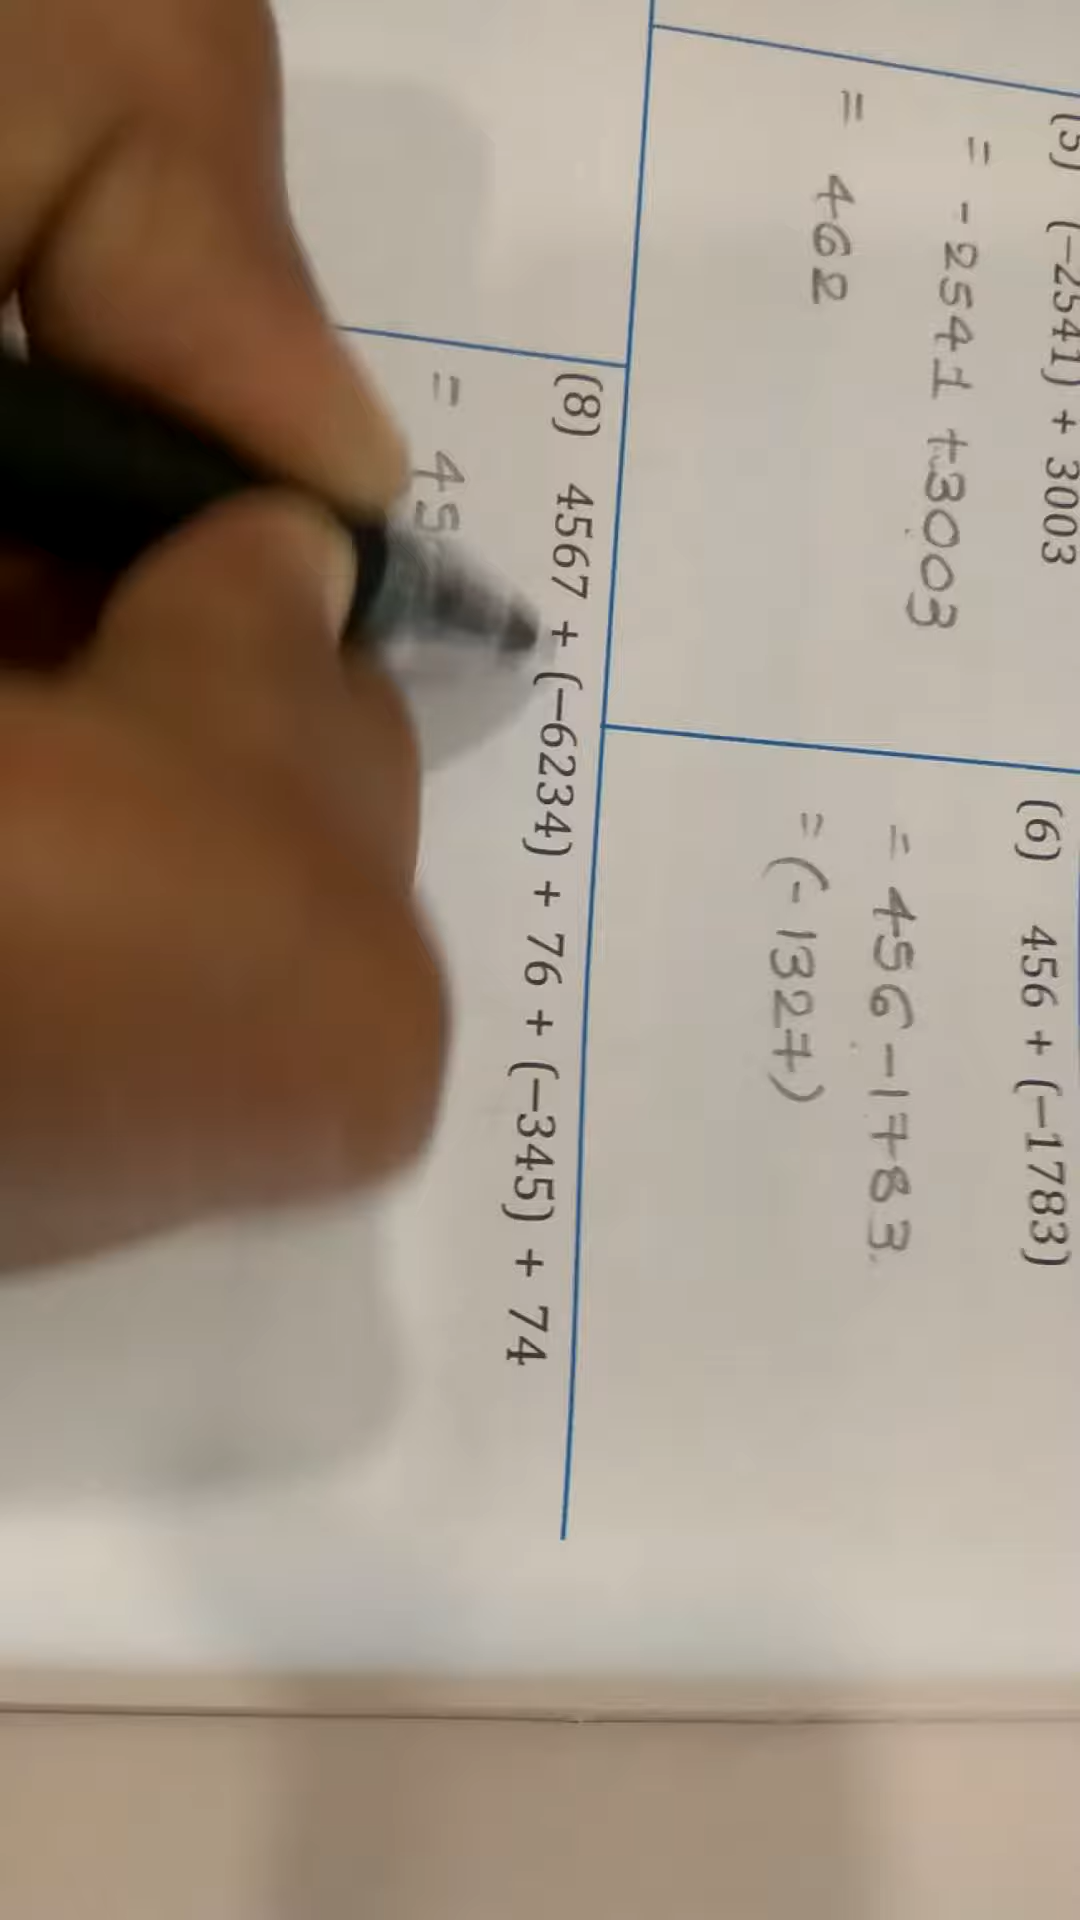 (5) (-2541) + 3003
= -2541 +3003
= 462
(6) 456 + (-1783)
= 456 - 1783
= (-1327)
(8) 4567 + (-6234) + 76 + (-345) + 74
= 45